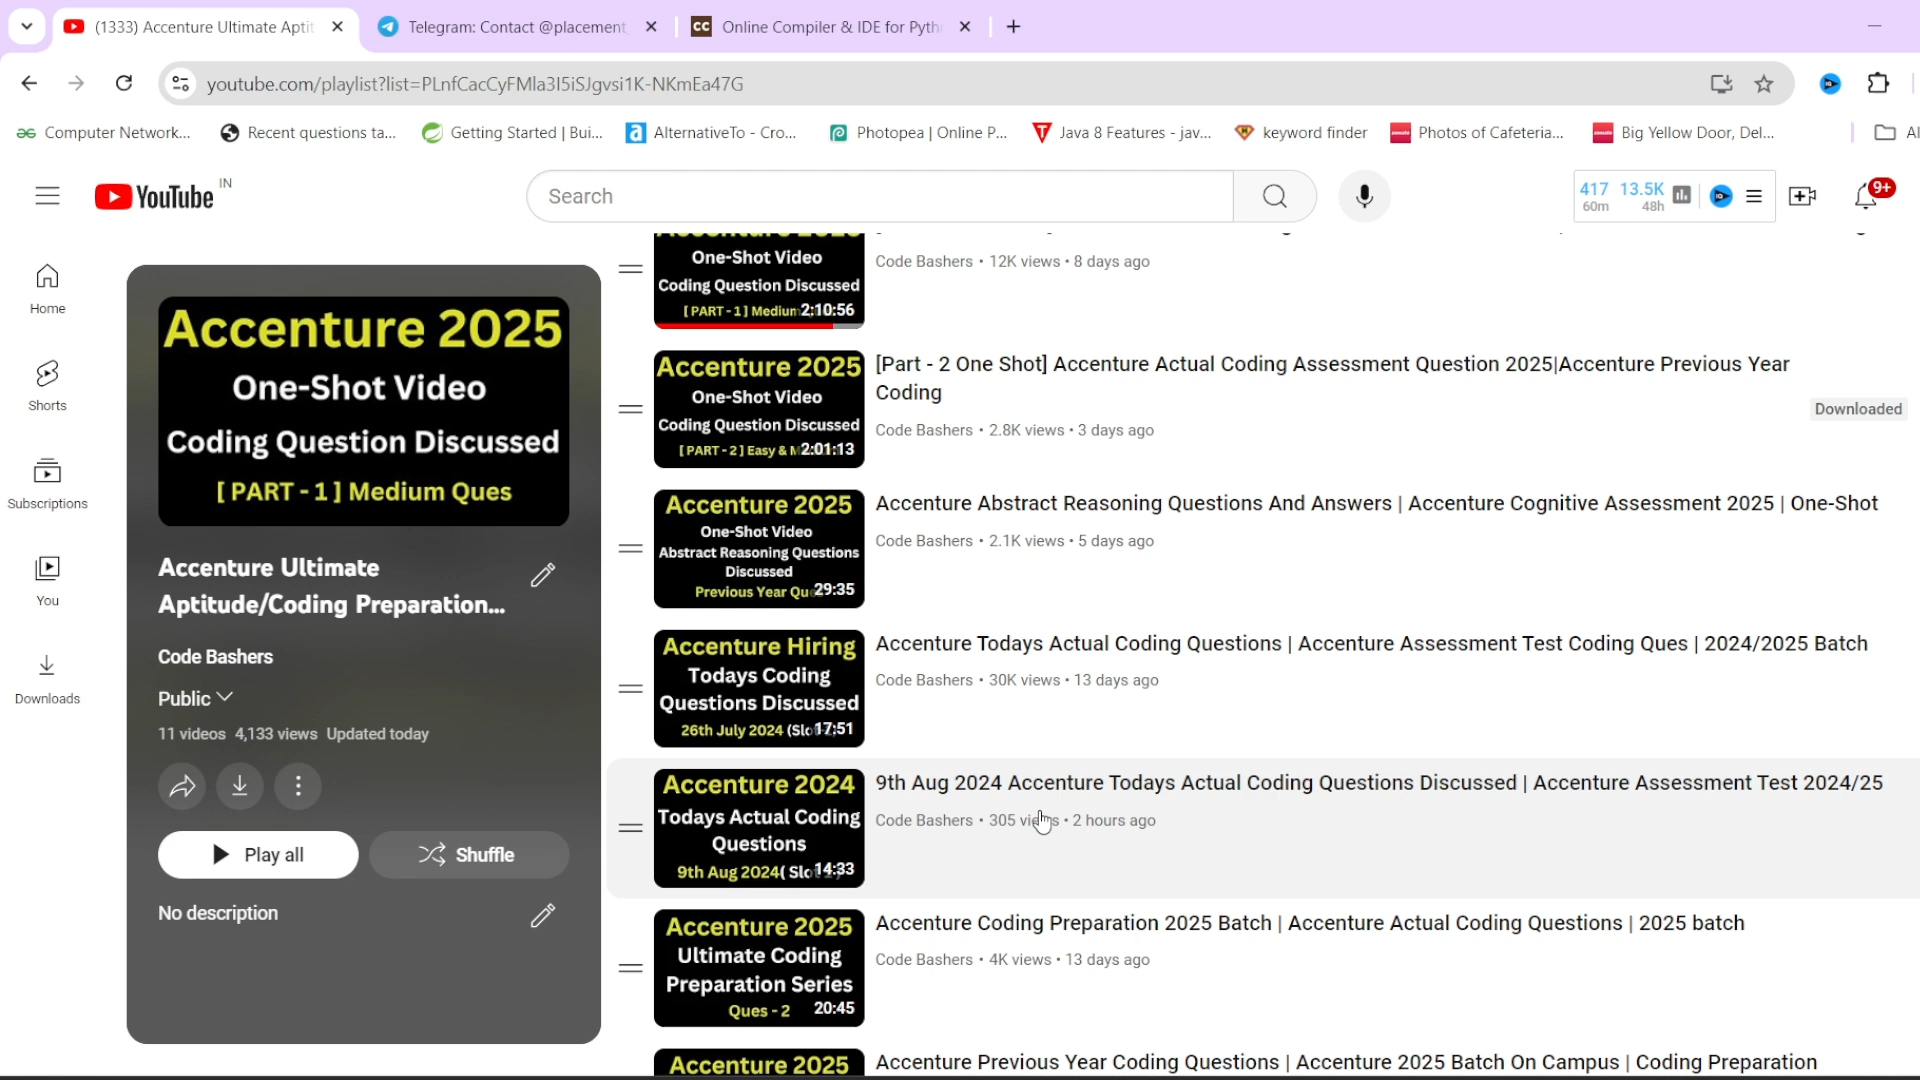 (1333) Accenture Ultimate Apti
Telegram: Contact @placement
CC Online Compiler & IDE for Pyth
youtube.com/playlist?list=PLnfCacCyFMla3I5iSJgvsi1K-NKmEa47G
Computer Network...
Recent questions ta...
Getting Started | Bui...
AlternativeTo - Cro...
Photopea | Online P...
Java 8 Features - jav...
keyword finder
Photos of Cafeteria...
Big Yellow Door, Del...
Al
YouTube IN
Search
417 13.5K
60m 48h
9+
Home
Shorts
Subscriptions
You
Downloads
Accenture 2025
One-Shot Video
Coding Question Discussed
[ PART - 1 ] Medium Ques
Accenture Ultimate
Aptitude/Coding Preparation...
Code Bashers
Public
11 videos 4,133 views Updated today
Play all
Shuffle
No description
One-Shot Video
Coding Question Discussed
[ PART - 1 ] Medium
2:10:56
Code Bashers • 12K views • 8 days ago
Accenture 2025
One-Shot Video
Coding Question Discussed
[ PART - 2 ] Easy & M
2:01:13
[Part - 2 One Shot] Accenture Actual Coding Assessment Question 2025|Accenture Previous Year
Coding
Code Bashers • 2.8K views • 3 days ago
Downloaded
Accenture 2025
One-Shot Video
Abstract Reasoning Questions
Discussed
Previous Year Qu
29:35
Accenture Abstract Reasoning Questions And Answers | Accenture Cognitive Assessment 2025 | One-Shot
Code Bashers • 2.1K views • 5 days ago
Accenture Hiring
Todays Coding
Questions Discussed
26th July 2024 (Slo
17:51
Accenture Todays Actual Coding Questions | Accenture Assessment Test Coding Ques | 2024/2025 Batch
Code Bashers • 30K views • 13 days ago
Accenture 2024
Todays Actual Coding
Questions
9th Aug 2024( Slo
14:33
9th Aug 2024 Accenture Todays Actual Coding Questions Discussed | Accenture Assessment Test 2024/25
Code Bashers • 305 views • 2 hours ago
Accenture 2025
Ultimate Coding
Preparation Series
Ques - 2
20:45
Accenture Coding Preparation 2025 Batch | Accenture Actual Coding Questions | 2025 batch
Code Bashers • 4K views • 13 days ago
Accenture 2025
Accenture Previous Year Coding Questions | Accenture 2025 Batch On Campus | Coding Preparation